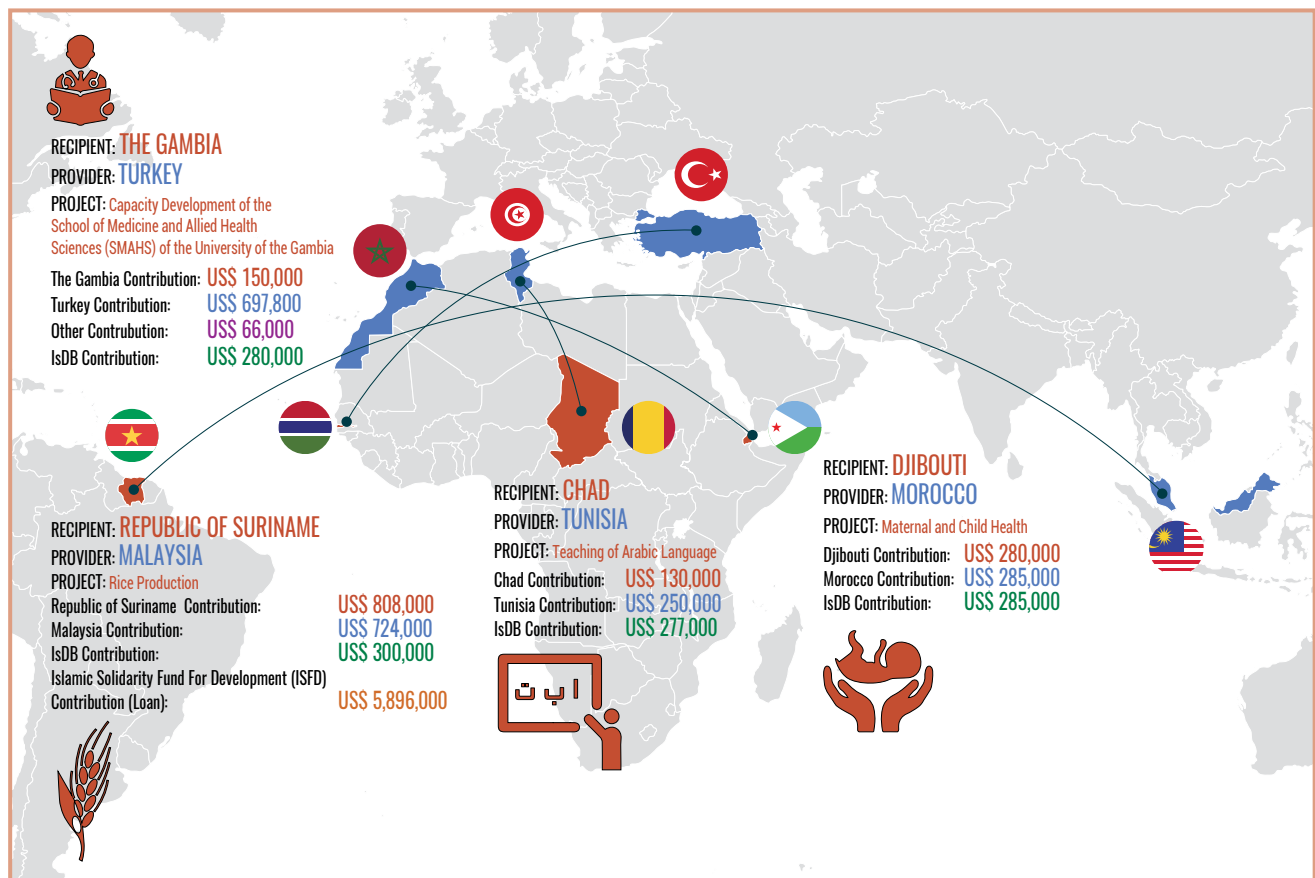 RECIPIENT: THE GAMBIA
PROVIDER: TURKEY
PROJECT: Capacity Development of the
School of Medicine and Allied Health
Sciences (SMAHS) of the University of the Gambia
The Gambia Contribution: US$ 150,000
Turkey Contribution: US$ 697,800
Other Contrubution: US$ 66,000
IsDB Contribution: US$ 280,000
RECIPIENT: REPUBLIC OF SURINAME
PROVIDER: MALAYSIA
PROJECT: Rice Production
Republic of Suriname Contribution: US$ 808,000
Malaysia Contribution: US$ 724,000
IsDB Contribution: US$ 300,000
Islamic Solidarity Fund For Development (ISFD)
Contribution (Loan): US$ 5,896,000
RECIPIENT: CHAD
PROVIDER: TUNISIA
PROJECT: Teaching of Arabic Language
Chad Contribution: US$ 130,000
Tunisia Contribution: US$ 250,000
IsDB Contribution: US$ 277,000
ا ب ت
RECIPIENT: DJIBOUTI
PROVIDER: MOROCCO
PROJECT: Maternal and Child Health
Djibouti Contribution: US$ 280,000
Morocco Contribution: US$ 285,000
IsDB Contribution: US$ 285,000